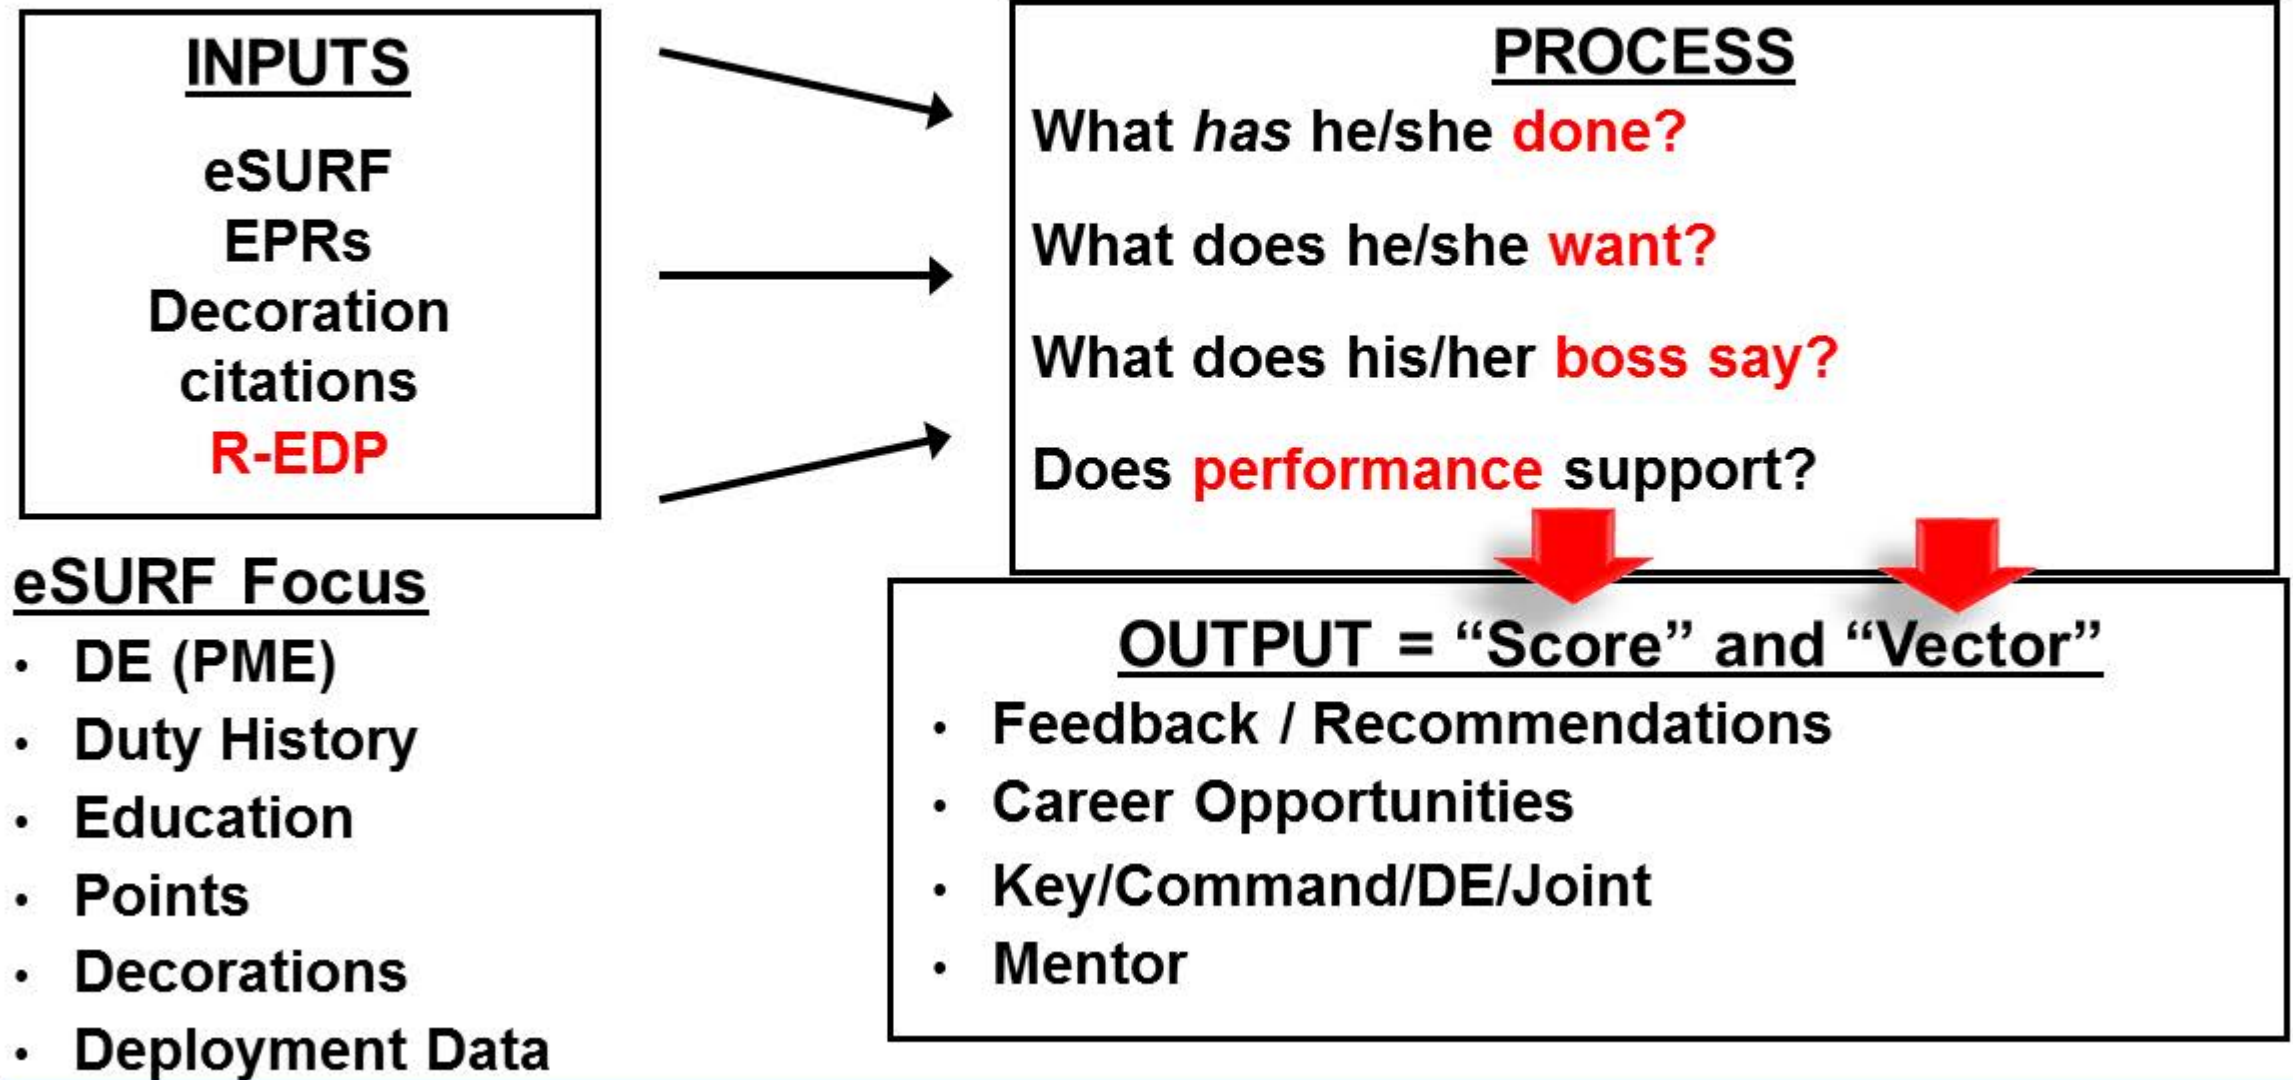 INPUTS
eSURF
EPRs
Decoration
citations
R-EDP
eSURF Focus
• DE (PME)
• Duty History
• Education
• Points
• Decorations
• Deployment Data
PROCESS
What has he/she done?
What does he/she want?
What does his/her boss say?
Does performance support?
OUTPUT = “Score” and “Vector”
• Feedback / Recommendations
• Career Opportunities
• Key/Command/DE/Joint
• Mentor